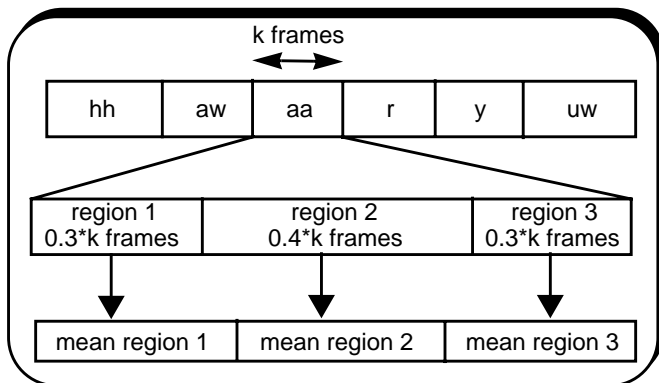 k frames
hh aw aa r y uw
region 1 region 2 region 3
0.3*k frames 0.4*k frames 0.3*k frames
mean region 1 mean region 2 mean region 3